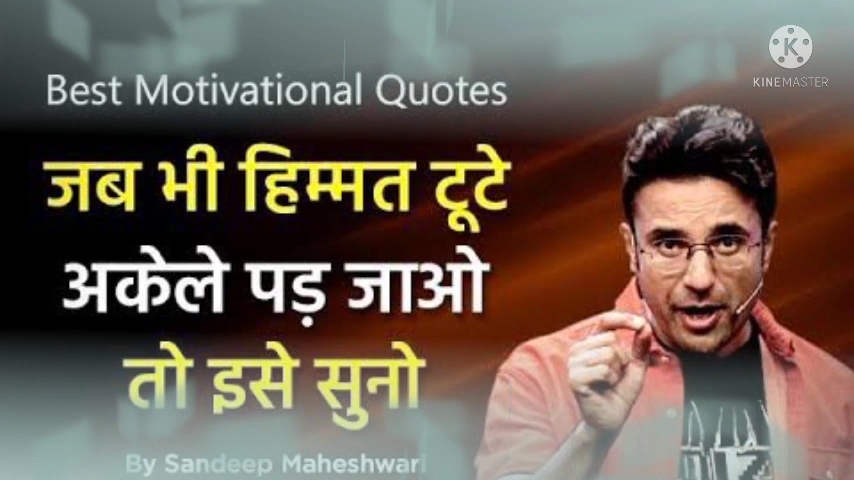 Best Motivational Quotes
KINEMASTER
जब भी हिम्मत टूटे
अकेले पड़ जाओ
तो इसे सुनो
By Sandeep Maheshwari